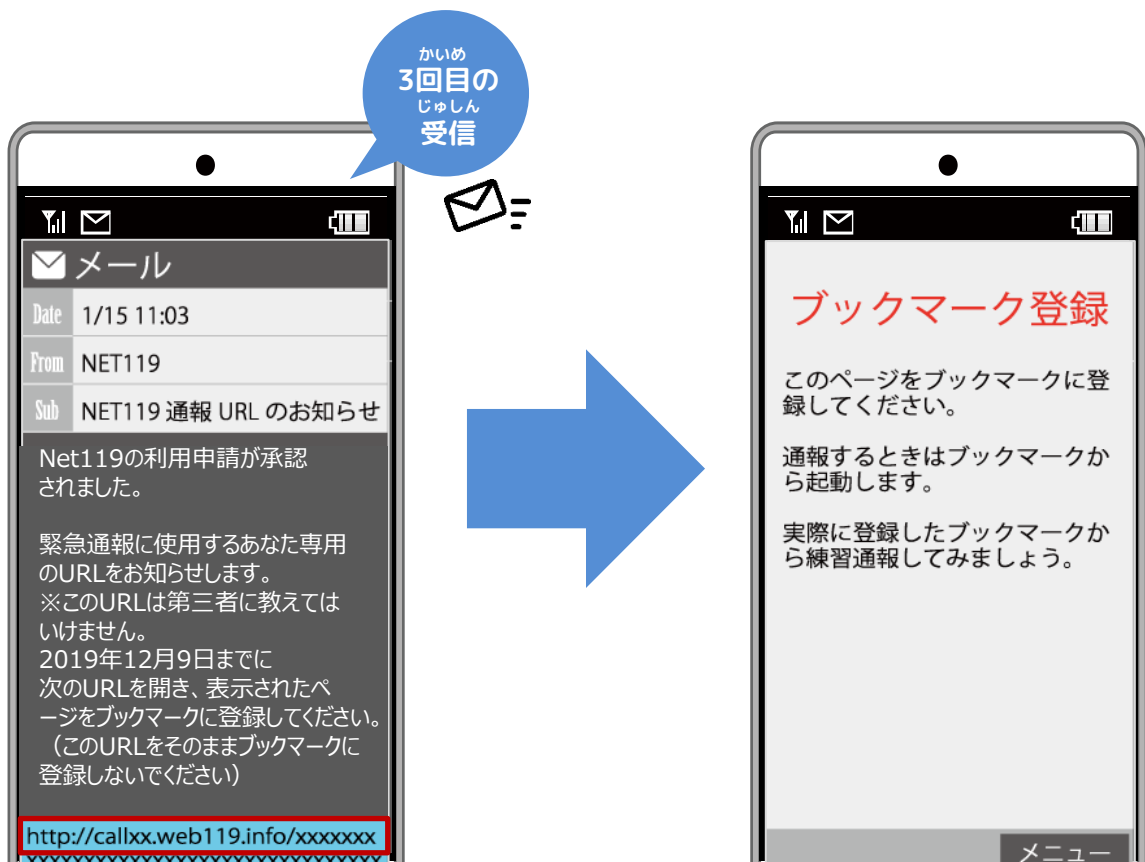 かいめ
3回目の
じゅしん
受信
メール
Date 1/15 11:03
From NET119
Sub NET119 通報 URL のお知らせ
Net119の利用申請が承認
されました。
緊急通報に使用するあなた専用
のURLをお知らせします。
※このURLは第三者に教えては
いけません。
2019年12月9日までに
次のURLを開き、表示されたペ
ージをブックマークに登録してください。
（このURLをそのままブックマークに
登録しないでください）
http://callxx.web119.info/xxxxxxx
ブックマーク登録
このページをブックマークに登
録してください。
通報するときはブックマークか
ら起動します。
実際に登録したブックマークか
ら練習通報してみましょう。
メニュー